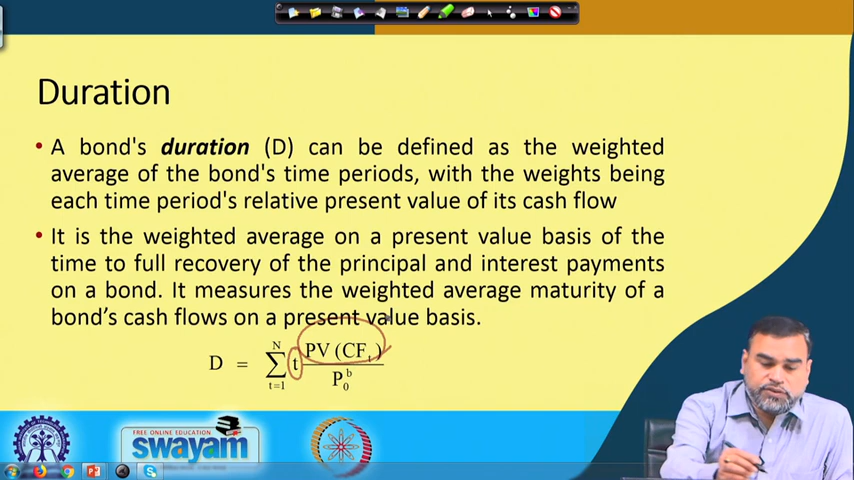 Duration
• A bond's duration (D) can be defined as the weighted
average of the bond's time periods, with the weights being
each time period's relative present value of its cash flow
• It is the weighted average on a present value basis of the
time to full recovery of the principal and interest payments
on a bond. It measures the weighted average maturity of a
bond's cash flows on a present value basis.
D = ∑_{t=1}^{N} t PV (CF_t) / P_0^b
FREE ONLINE EDUCATION
swayam